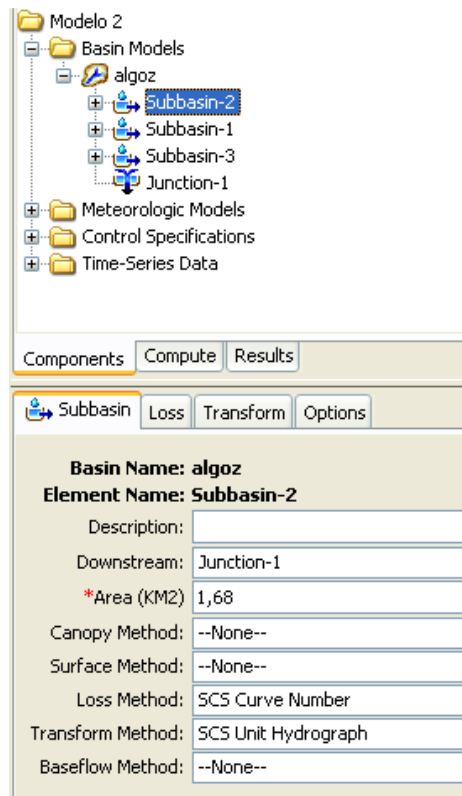 Modelo 2
Basin Models
algoz
Subbasin-2
Subbasin-1
Subbasin-3
Junction-1
Meteorologic Models
Control Specifications
Time-Series Data
Components Compute Results
Subbasin Loss Transform Options
Basin Name: algoz
Element Name: Subbasin-2
Description:
Downstream: Junction-1
*Area (KM2) 1,68
Canopy Method: --None--
Surface Method: --None--
Loss Method: SCS Curve Number
Transform Method: SCS Unit Hydrograph
Baseflow Method: --None--